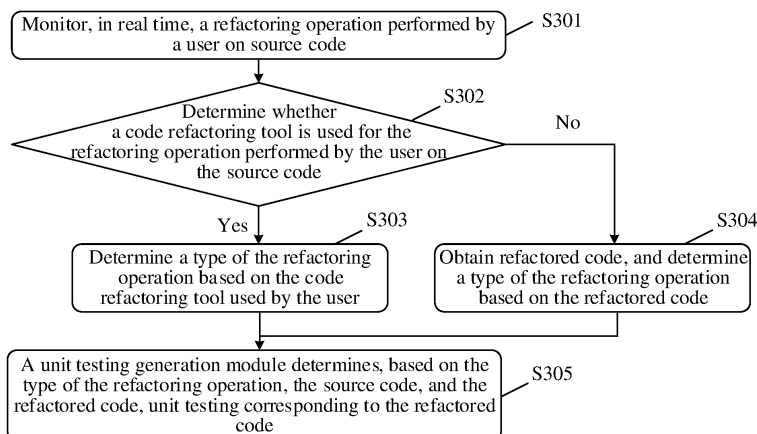 Monitor, in real time, a refactoring operation performed by
a user on source code
S301
Determine whether
a code refactoring tool is used for the
refactoring operation performed by the user on
the source code
S302
No
Yes
S303
Determine a type of the refactoring
operation based on the code
refactoring tool used by the user
S304
Obtain refactored code, and determine
a type of the refactoring operation
based on the refactored code
A unit testing generation module determines, based on the
type of the refactoring operation, the source code, and the
refactored code, unit testing corresponding to the refactored
code
S305